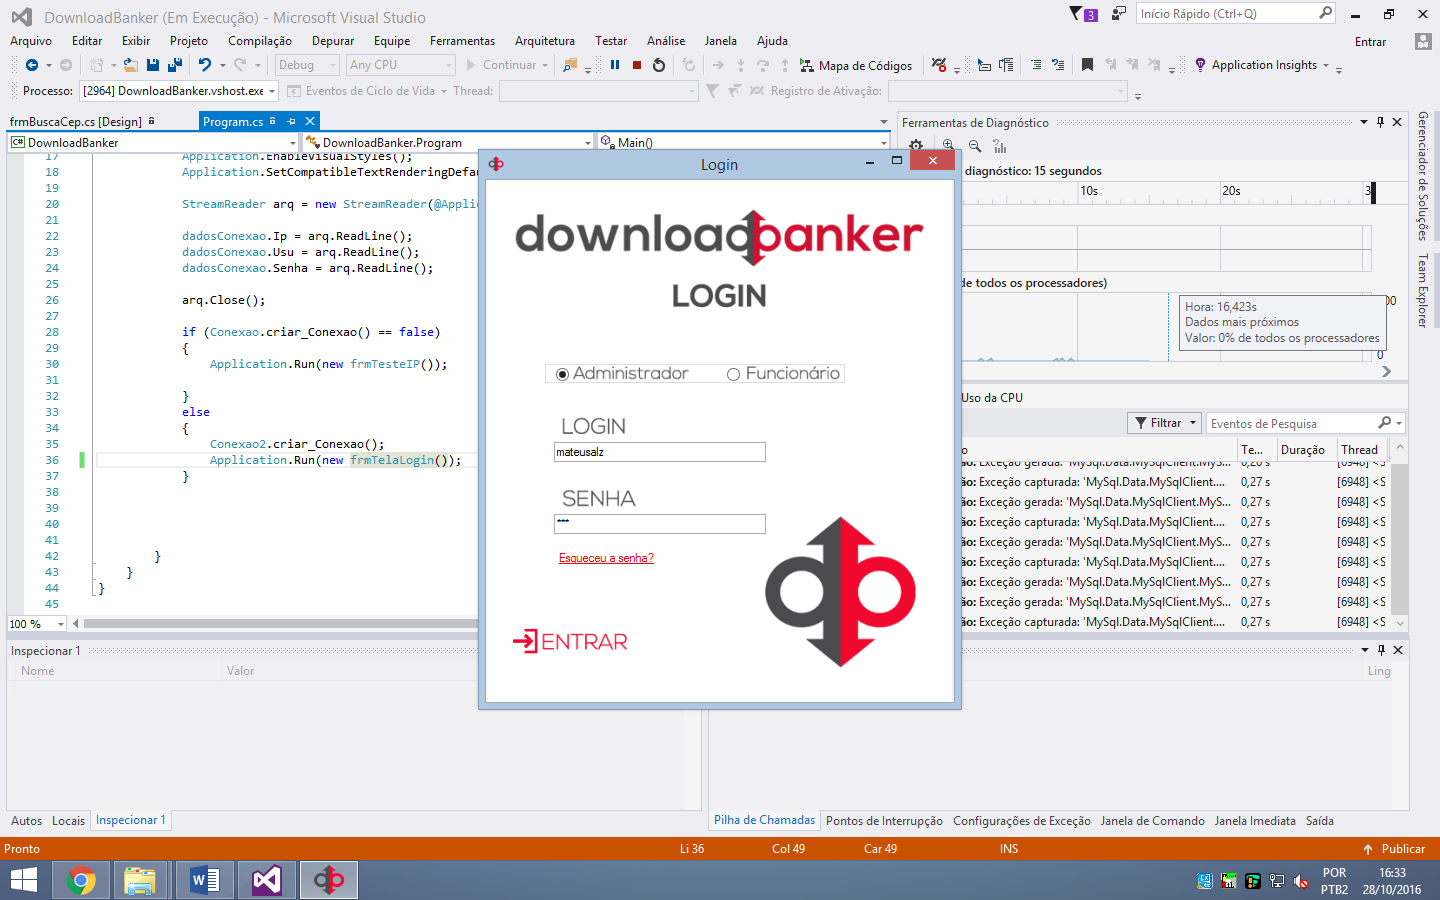 DownloadBanker (Em Execução) - Microsoft Visual Studio
3
Início Rápido (Ctrl+Q)
Arquivo Editar Exibir Projeto Compilação Depurar Equipe Ferramentas Arquitetura Testar Análise Janela Ajuda
Entrar
Debug Any CPU Continuar Mapa de Códigos Application Insights
Processo: [2964] DownloadBanker.vshost.exe Eventos de Ciclo de Vida Thread: Registro de Ativação:
frmBuscaCep.cs [Design] Program.cs
DownloadBanker DownloadBanker.Program Main()
17 Application.EnableVisualStyles();
18 Application.SetCompatibleTextRenderingDefau
19
20 StreamReader arq = new StreamReader(@Applic
21
22 dadosConexao.Ip = arq.ReadLine();
23 dadosConexao.Usu = arq.ReadLine();
24 dadosConexao.Senha = arq.ReadLine();
25
26 arq.Close();
27
28 if (Conexao.criar_Conexao() == false)
29 {
30 Application.Run(new frmTesteIP());
31
32 }
33 else
34 {
35 Conexao2.criar_Conexao();
36 Application.Run(new frmTelaLogin());
37 }
38
39
40
41
42 }
43 }
44 }
45
100 %
Login
downloadbanker
LOGIN
Administrador Funcionário
LOGIN
mateusalz
SENHA
***
Esqueceu a senha?
ENTRAR
Ferramentas de Diagnóstico
diagnóstico: 15 segundos
10s 20s 3
de todos os processadores)
00
0
Hora: 16,423s
Dados mais próximos
Valor: 0% de todos os processadores
Uso da CPU
Filtrar Eventos de Pesquisa
o Te... Duração Thread
ão: Exceção gerada: 'MySql.Data.MySqlClient.MyS... 0,26 s [6948] <S
ão: Exceção capturada: 'MySql.Data.MySqlClient.... 0,27 s [6948] <S
ão: Exceção gerada: 'MySql.Data.MySqlClient.MyS... 0,27 s [6948] <S
ão: Exceção capturada: 'MySql.Data.MySqlClient.... 0,27 s [6948] <S
ão: Exceção gerada: 'MySql.Data.MySqlClient.MyS... 0,27 s [6948] <S
ão: Exceção capturada: 'MySql.Data.MySqlClient.... 0,27 s [6948] <S
ão: Exceção gerada: 'MySql.Data.MySqlClient.MyS... 0,27 s [6948] <S
ão: Exceção gerada: 'MySql.Data.MySqlClient.MyS... 0,27 s [6948] <S
ão: Exceção capturada: 'MySql.Data.MySqlClient.... 0,27 s [6948] <S
Gerenciador de Soluções
Team Explorer
Inspecionar 1
Nome Valor
Ling
Autos Locais Inspecionar 1
Pilha de Chamadas Pontos de Interrupção Configurações de Exceção Janela de Comando Janela Imediata Saída
Pronto Li 36 Col 49 Car 49 INS Publicar
POR
PTB2
16:33
28/10/2016